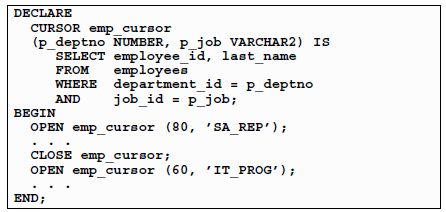 DECLARE
CURSOR emp_cursor
(p_deptno NUMBER, p_job VARCHAR2) IS
SELECT employee_id, last_name
FROM employees
WHERE department_id = p_deptno
AND job_id = p_job;
BEGIN
OPEN emp_cursor (80, 'SA_REP');
. . .
CLOSE emp_cursor;
OPEN emp_cursor (60, 'IT_PROG');
. . .
END;